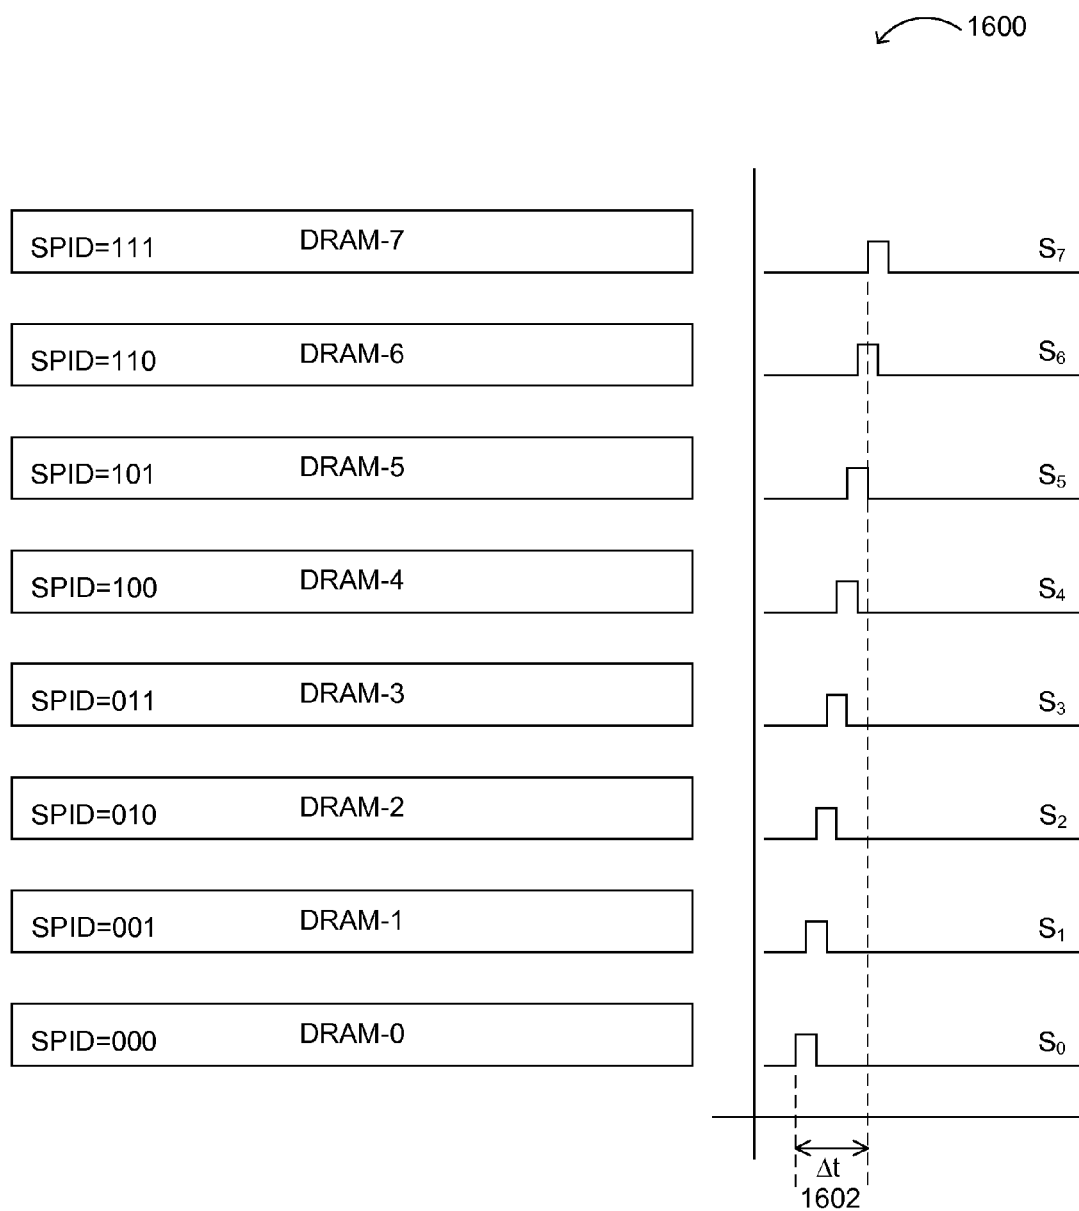 1600
SPID=111 DRAM-7 S₇
SPID=110 DRAM-6 S₆
SPID=101 DRAM-5 S₅
SPID=100 DRAM-4 S₄
SPID=011 DRAM-3 S₃
SPID=010 DRAM-2 S₂
SPID=001 DRAM-1 S₁
SPID=000 DRAM-0 S₀
Δt
1602